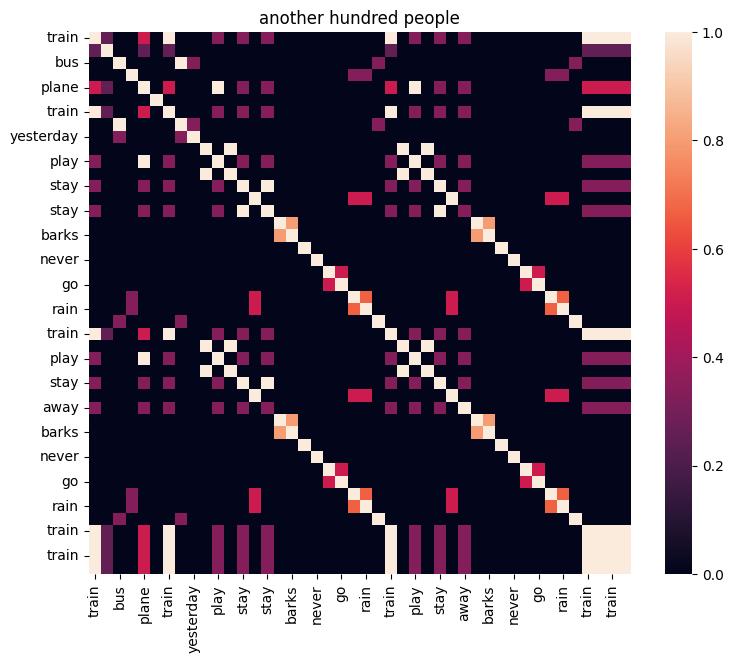 another hundred people
train
bus
plane
train
yesterday
play
stay
stay
barks
never
go
rain
train
play
stay
away
barks
never
go
rain
train
train
1.0
0.8
0.6
0.4
0.2
0.0
train
bus
plane
train
yesterday
play
stay
stay
barks
never
go
rain
train
play
stay
away
barks
never
go
rain
train
train